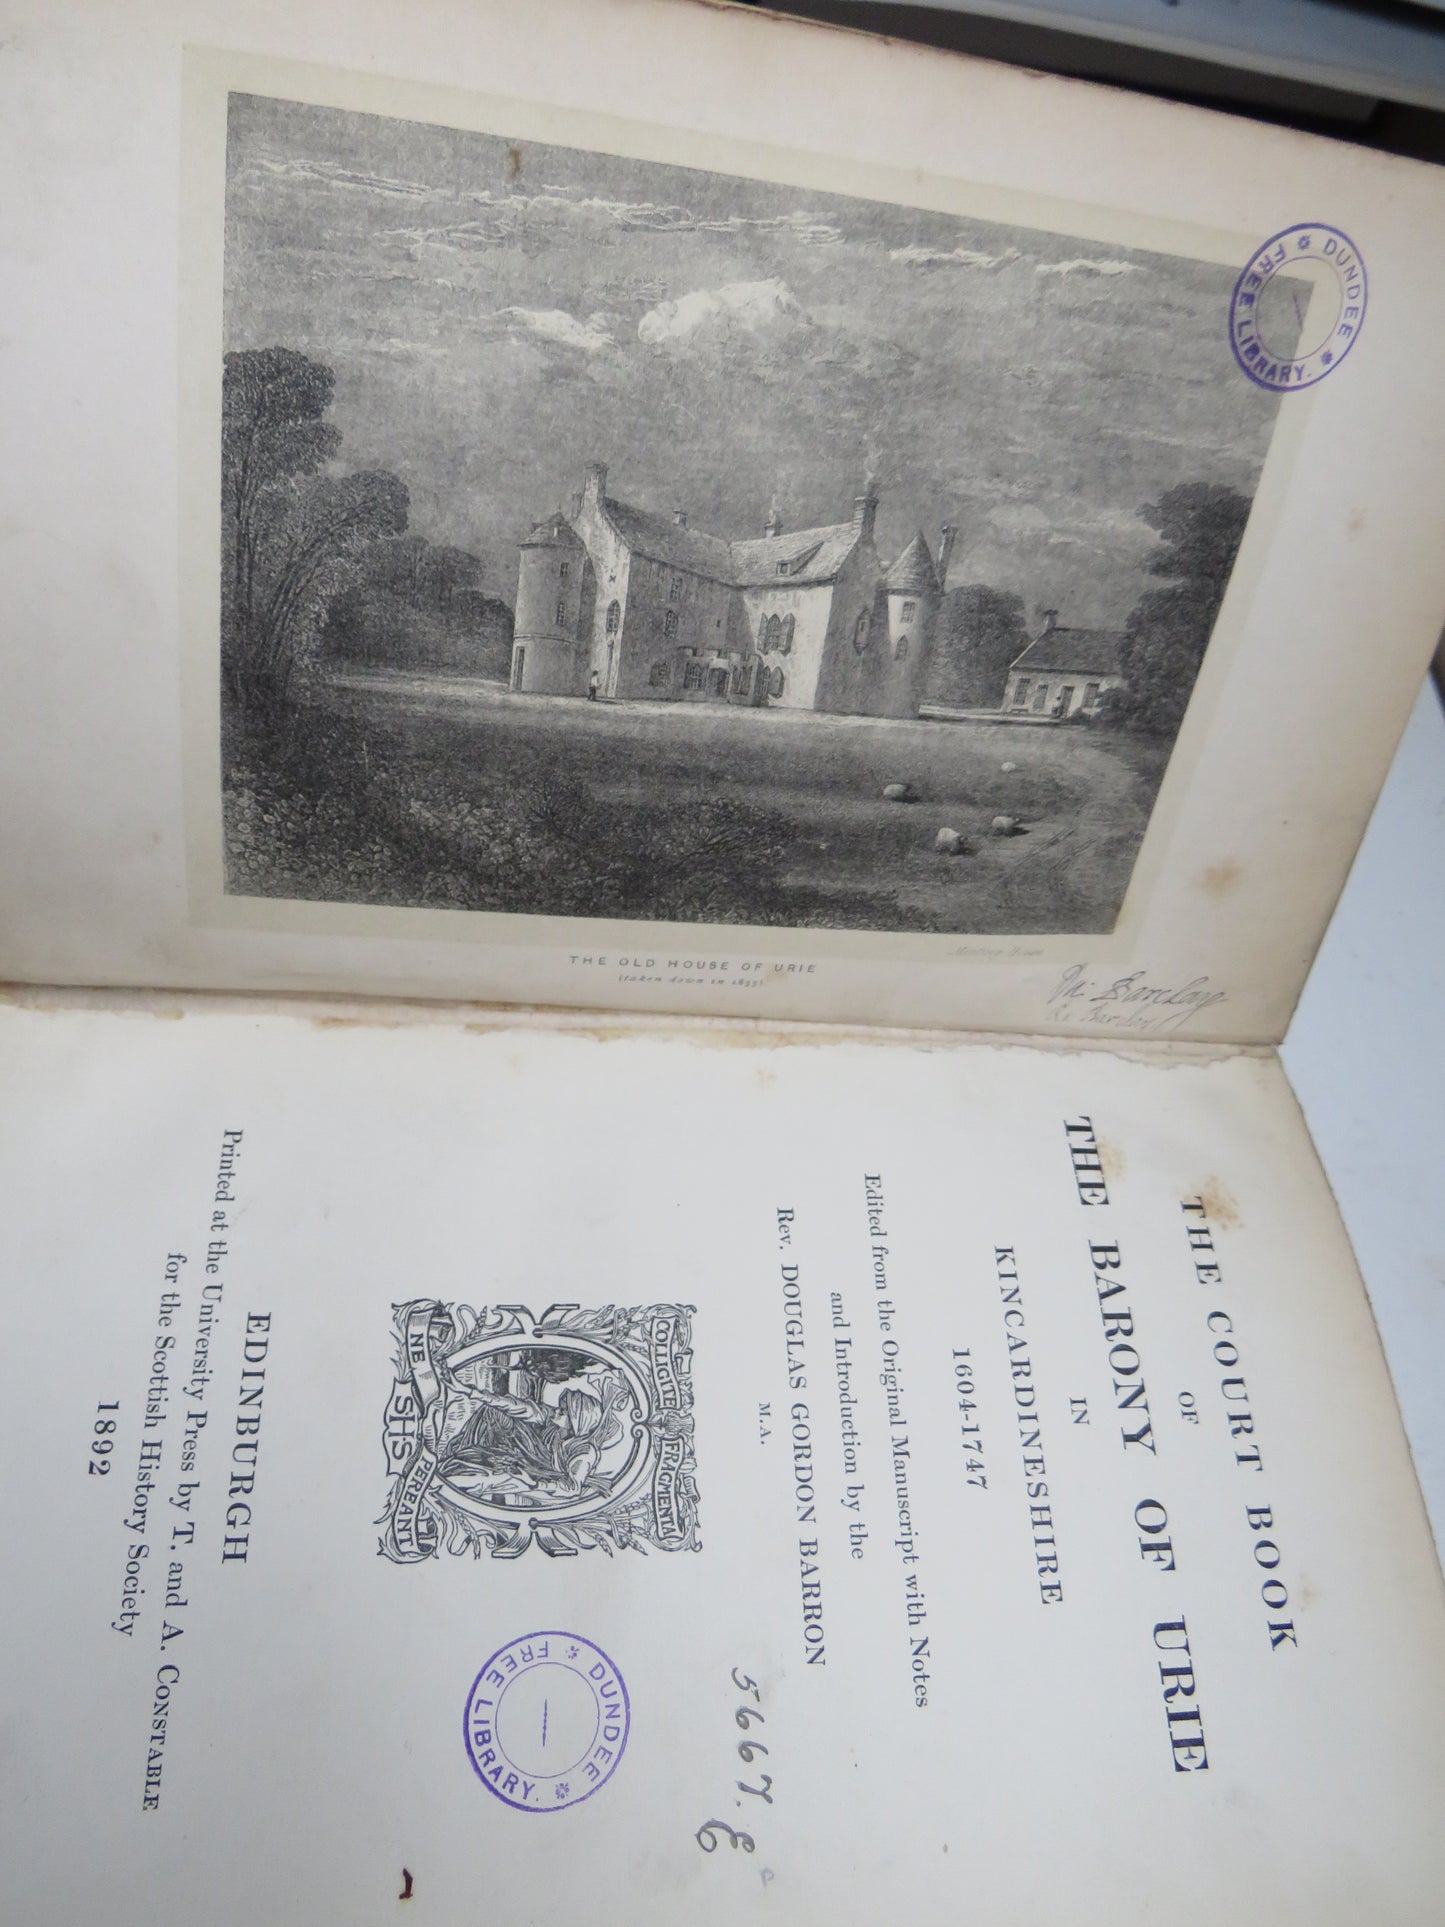 THE OLD HOUSE OF URIE
(taken down in 1855)
Barclay
Barclay
DUNDEE
FREE LIBRARY.
THE COURT BOOK
OF
THE BARONY OF URIE
IN
KINCARDINESHIRE
1604-1747
Edited from the Original Manuscript with Notes
and Introduction by the
Rev. DOUGLAS GORDON BARRON
M.A.
5667. E
COLLIGITE FRAGMENTA
NE PEREANT
SHS
DUNDEE
FREE LIBRARY.
EDINBURGH
Printed at the University Press by T. and A. CONSTABLE
for the Scottish History Society
1892